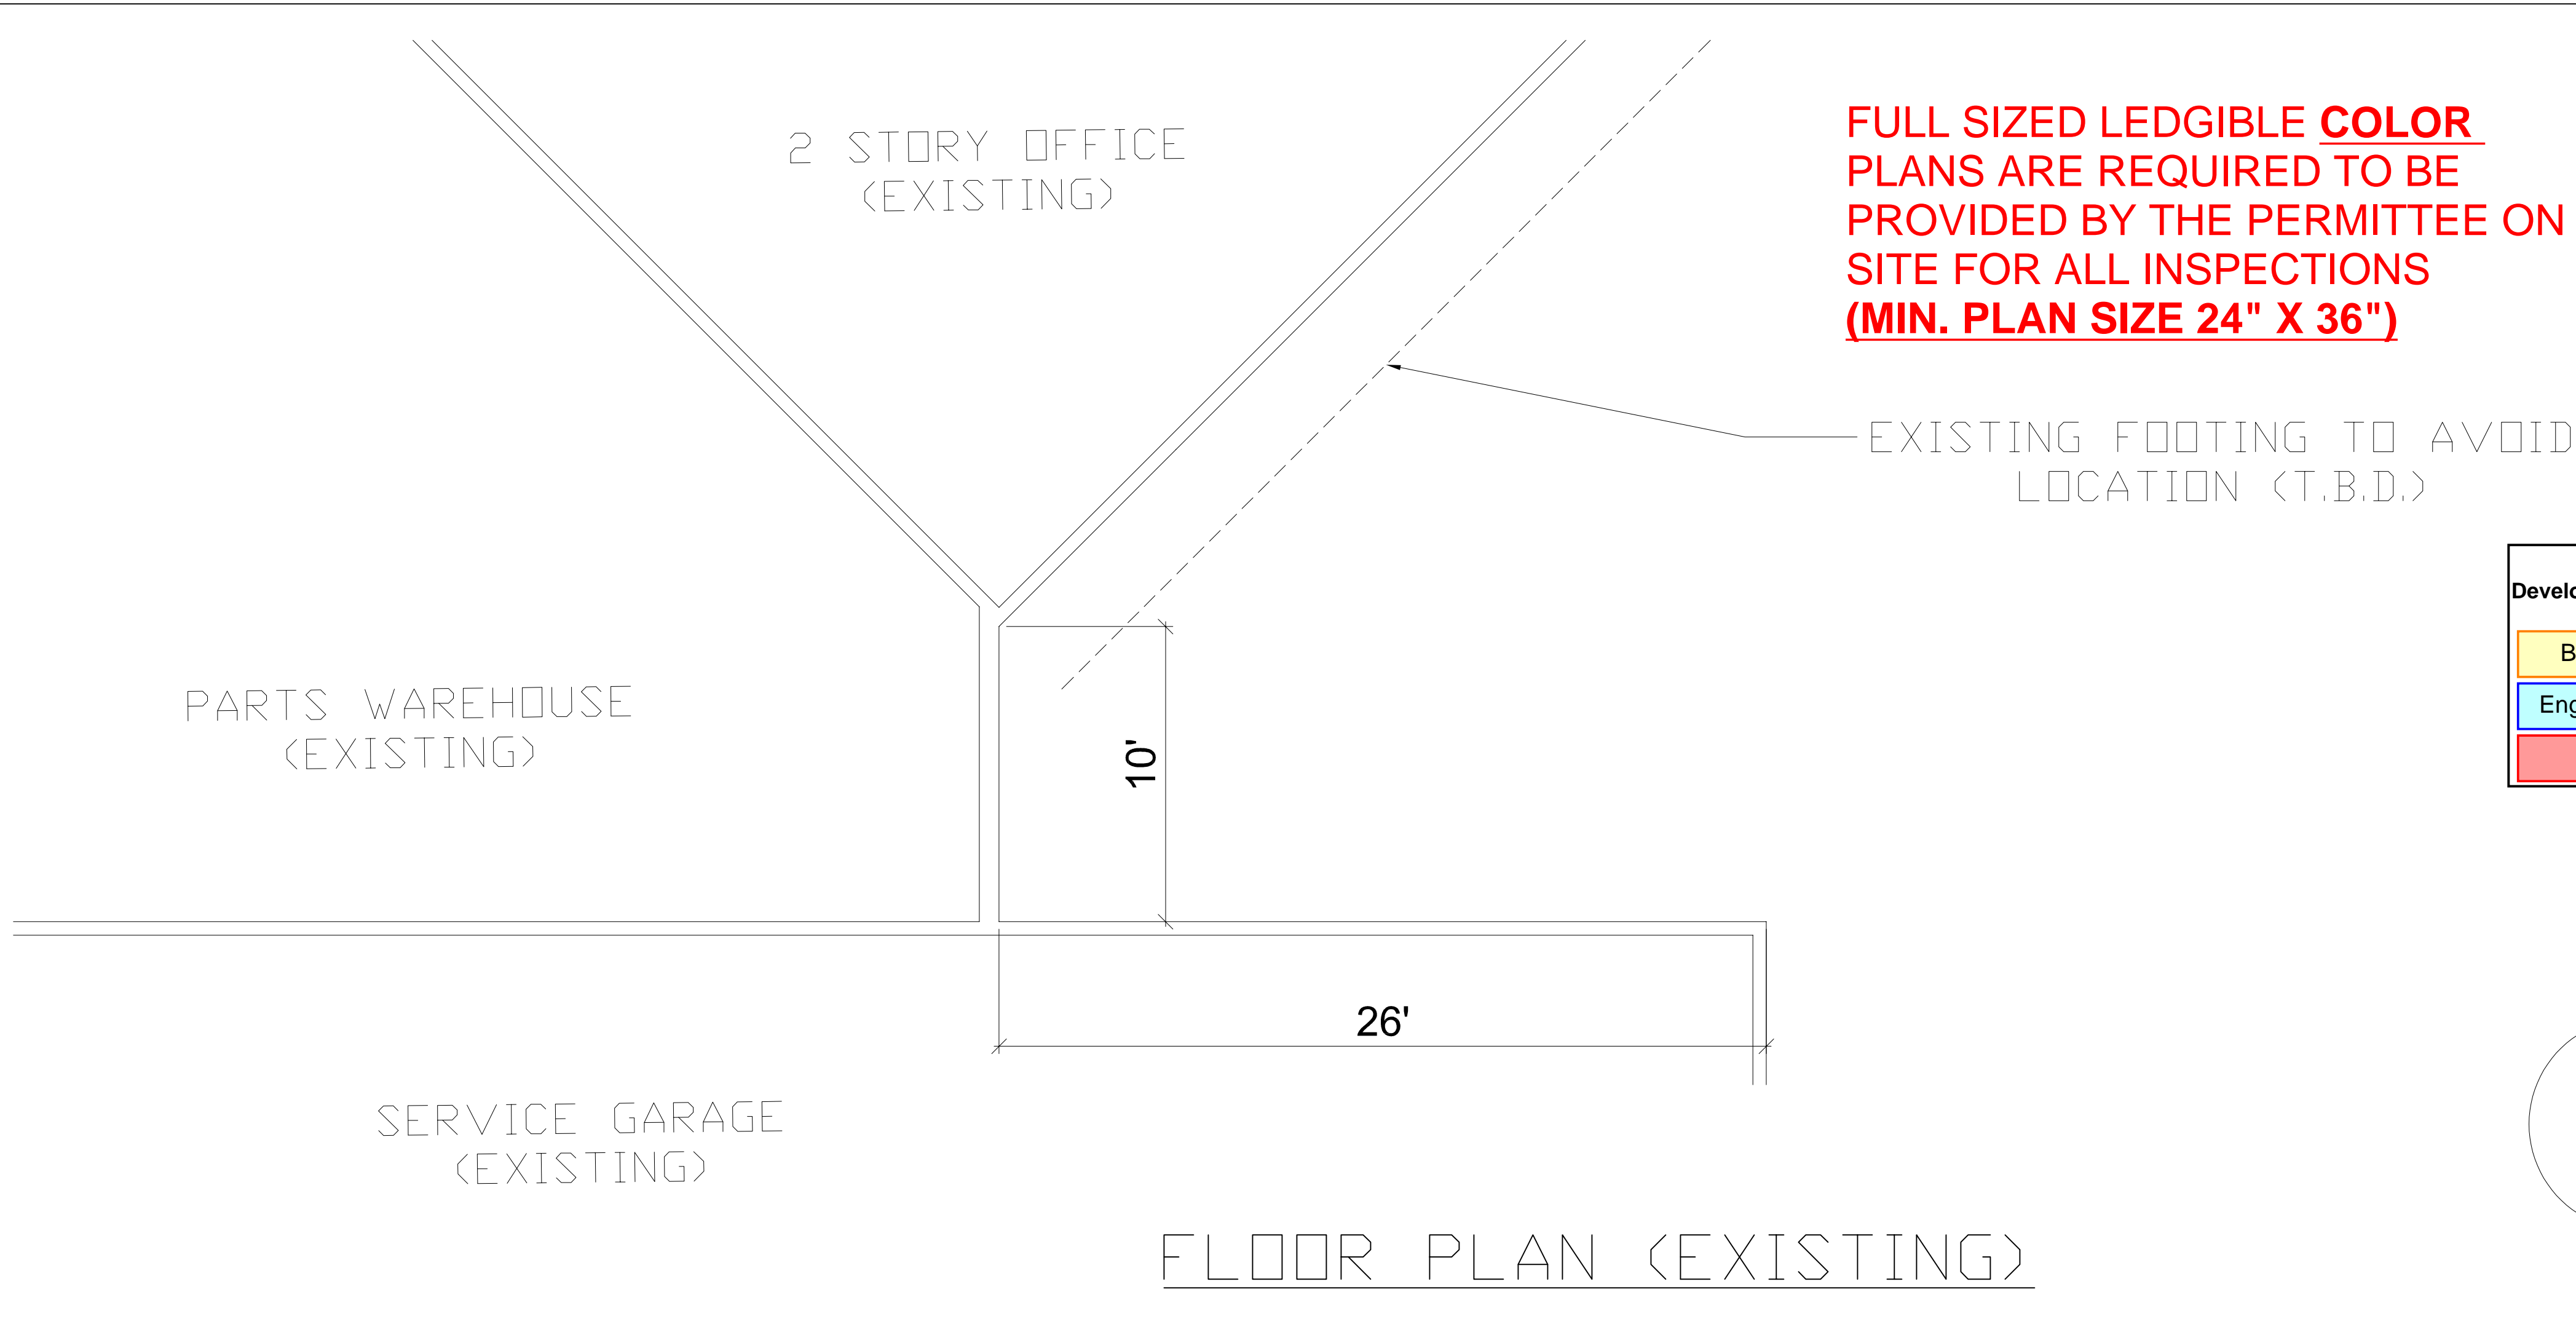 2 STORY OFFICE
(EXISTING)
FULL SIZED LEDGIBLE COLOR
PLANS ARE REQUIRED TO BE
PROVIDED BY THE PERMITTEE ON
SITE FOR ALL INSPECTIONS
(MIN. PLAN SIZE 24" X 36")
EXISTING FOOTING TO AVOID
LOCATION (T.B.D.)
PARTS WAREHOUSE
(EXISTING)
10'
26'
SERVICE GARAGE
(EXISTING)
FLOOR PLAN (EXISTING)